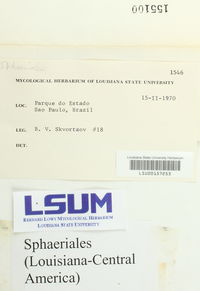 155100
1546
MYCOLOGICAL HERBARIUM OF LOUISIANA STATE UNIVERSITY
15-II-1970
LOC. Parque do Estado
Sao Paulo, Brazil
LEG. B. V. Skvortzov #18
DET.
Louisiana State University Herbarium
LSUM
BERNARD LOWY MYCOLOGICAL HERBARIUM
LOUISIANA STATE UNIVERSITY
Sphaeriales
(Louisiana-Central
America)